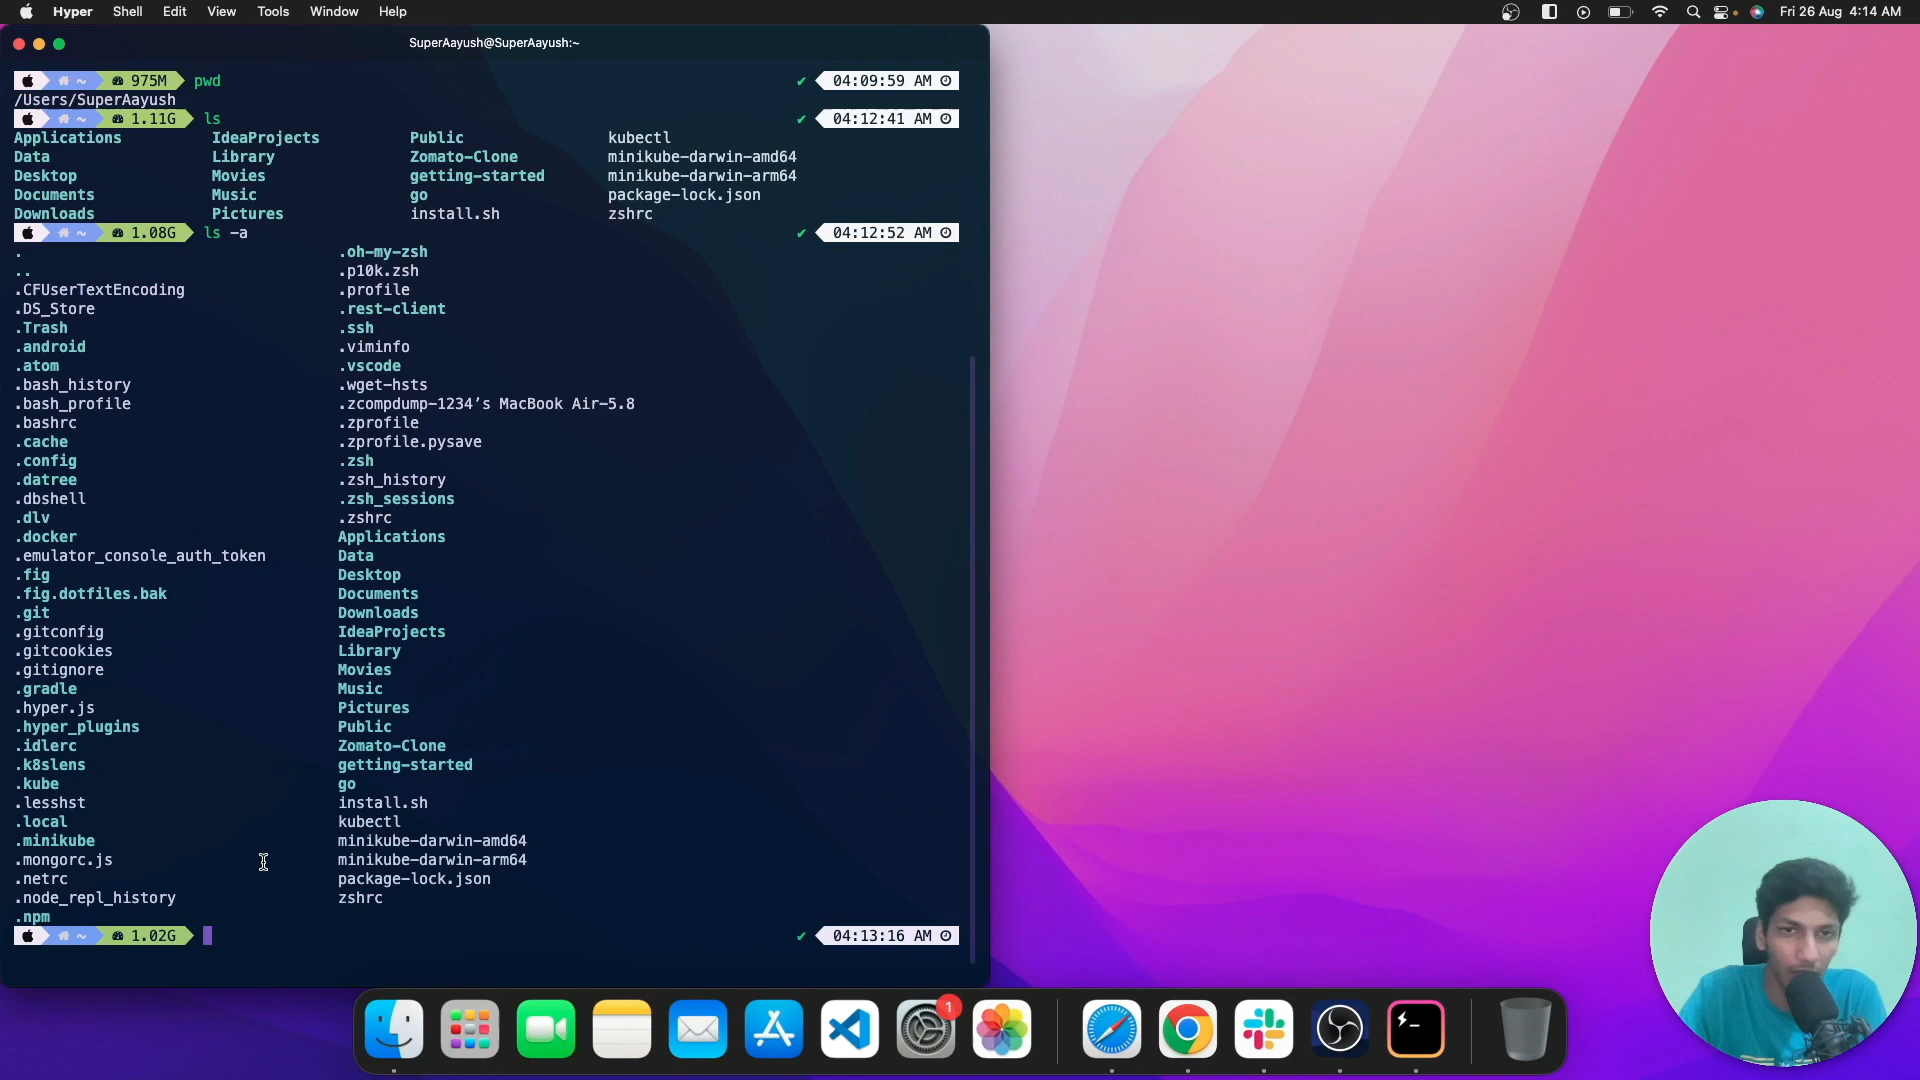 Hyper Shell Edit View Tools Window Help Fri 26 Aug 4:14 AM
SuperAayush@SuperAayush:~
~ 975M pwd ✔ 04:09:59 AM
/Users/SuperAayush
~ 1.11G ls ✔ 04:12:41 AM
Applications IdeaProjects Public kubectl
Data Library Zomato-Clone minikube-darwin-amd64
Desktop Movies getting-started minikube-darwin-arm64
Documents Music go package-lock.json
Downloads Pictures install.sh zshrc
~ 1.08G ls -a ✔ 04:12:52 AM
. .oh-my-zsh
.. .p10k.zsh
.CFUserTextEncoding .profile
.DS_Store .rest-client
.Trash .ssh
.android .viminfo
.atom .vscode
.bash_history .wget-hsts
.bash_profile .zcompdump-1234’s MacBook Air-5.8
.bashrc .zprofile
.cache .zprofile.pysave
.config .zsh
.datree .zsh_history
.dbshell .zsh_sessions
.dlv .zshrc
.docker Applications
.emulator_console_auth_token Data
.fig Desktop
.fig.dotfiles.bak Documents
.git Downloads
.gitconfig IdeaProjects
.gitcookies Library
.gitignore Movies
.gradle Music
.hyper.js Pictures
.hyper_plugins Public
.idlerc Zomato-Clone
.k8slens getting-started
.kube go
.lesshst install.sh
.local kubectl
.minikube minikube-darwin-amd64
.mongorc.js minikube-darwin-arm64
.netrc package-lock.json
.node_repl_history zshrc
.npm
~ 1.02G ✔ 04:13:16 AM
1